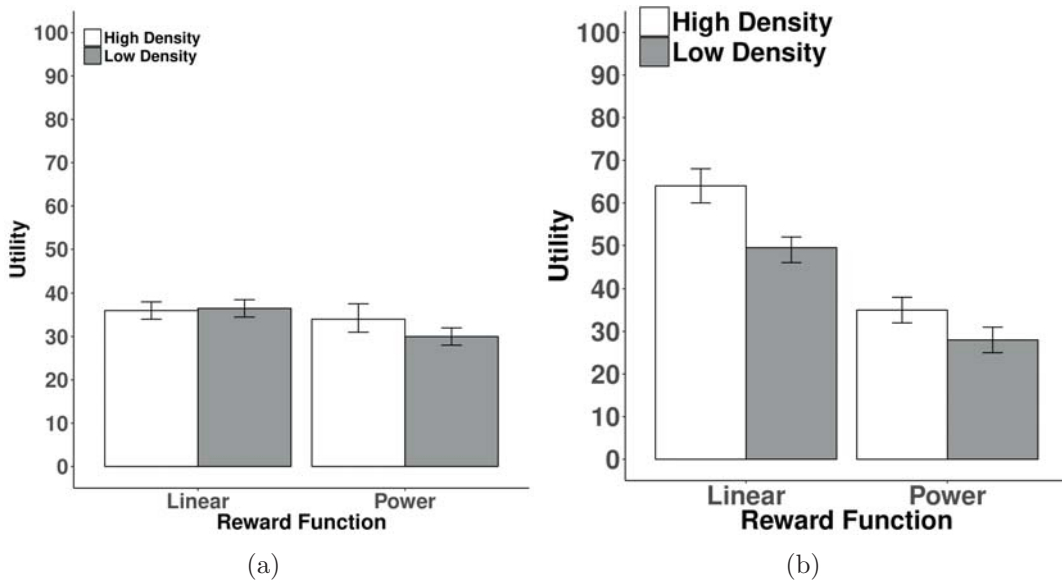 High Density
Low Density
100
90
80
70
60
50
40
30
20
10
0
Utility
Linear
Power
Reward Function
(a)
High Density
Low Density
100
90
80
70
60
50
40
30
20
10
0
Utility
Linear
Power
Reward Function
(b)